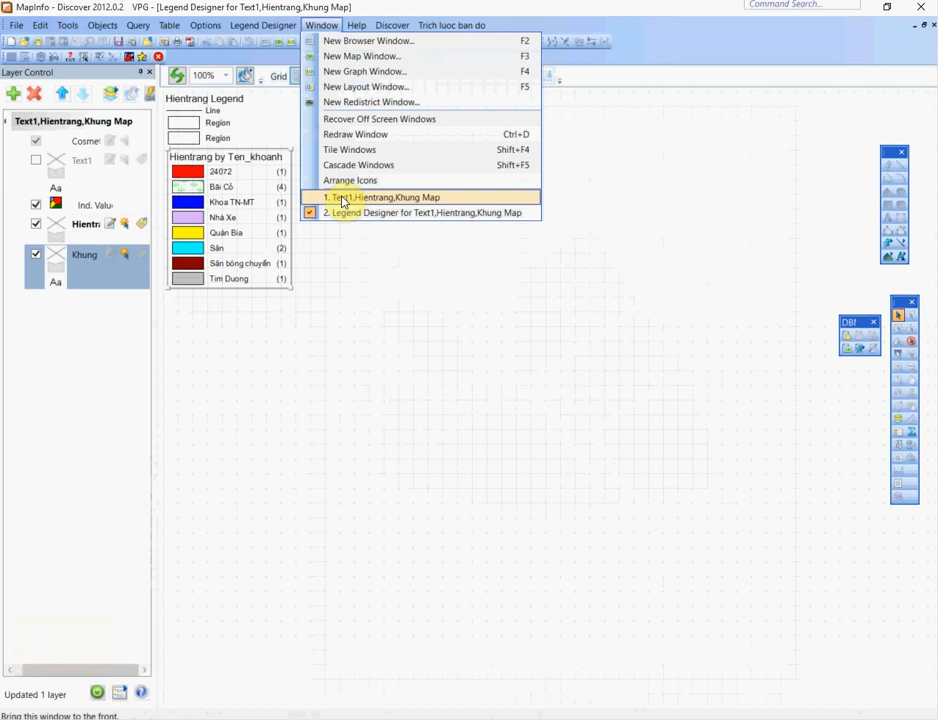 MapInfo - Discover 2012.0.2 VPG - [Legend Designer for Text1,Hientrang,Khung Map]
Command Search...
File Edit Tools Objects Query Table Options Legend Designer Window Help Discover Trich luoc ban do
Layer Control
100%
Grid
Text1,Hientrang,Khung Map
Cosme
Text1
Aa
Ind. Valu
Hientra
Khung
Aa
Updated 1 layer
Bring this window to the front.
Hientrang Legend
Line
Region
Region
Hientrang by Ten_khoanh
24072 (1)
Bãi Cỏ (4)
Khoa TN-MT (1)
Nhà Xe (1)
Quán Bia (1)
Sân (2)
Sân bóng chuyền (1)
Tim Duong (1)
New Browser Window... F2
New Map Window... F3
New Graph Window... F4
New Layout Window... F5
New Redistrict Window...
Recover Off Screen Windows
Redraw Window Ctrl+D
Tile Windows Shift+F4
Cascade Windows Shift+F5
Arrange Icons
1. Text1,Hientrang,Khung Map
2. Legend Designer for Text1,Hientrang,Khung Map